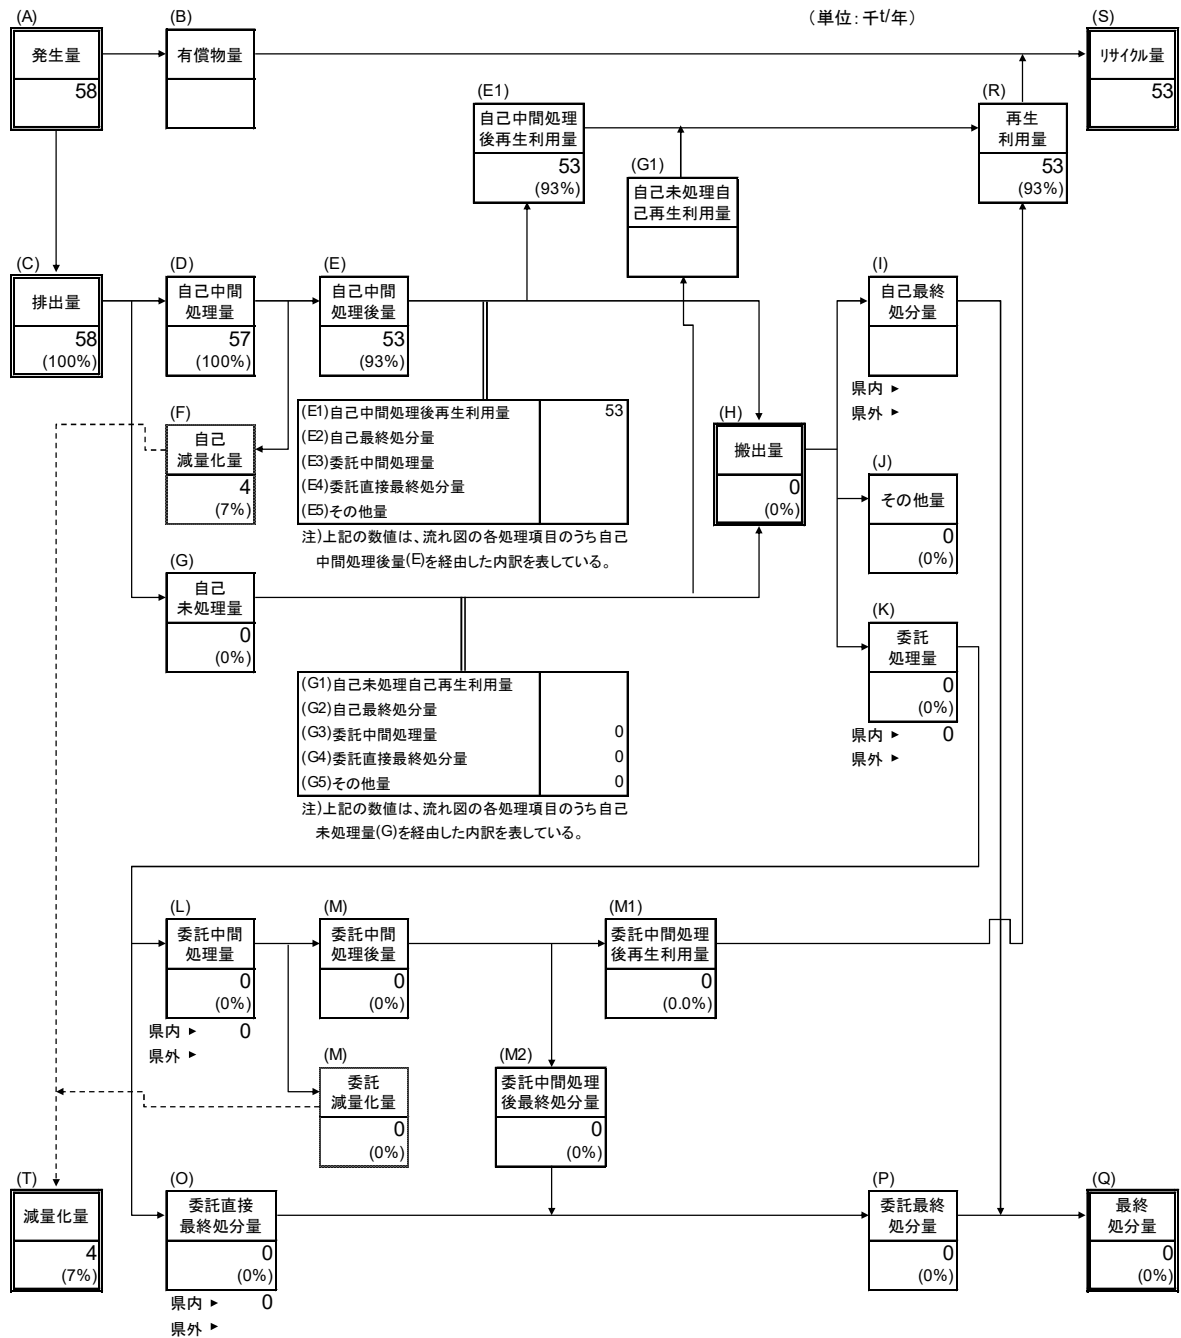 (A)
(B)
(単位：千t/年)
(S)
発生量
58
有償物量
リサイクル量
53
(E1)
自己中間処理
後再生利用量
53
(93%)
(R)
再生
利用量
53
(93%)
(G1)
自己未処理自
己再生利用量
(C)
排出量
58
(100%)
(D)
自己中間
処理量
57
(100%)
(E)
自己中間
処理後量
53
(93%)
(I)
自己最終
処分量
県内 ►
県外 ►
(F)
自己
減量化量
4
(7%)
(E1)自己中間処理後再生利用量 53
(E2)自己最終処分量
(E3)委託中間処理量
(E4)委託直接最終処分量
(E5)その他量
注)上記の数値は、流れ図の各処理項目のうち自己
中間処理後量(E)を経由した内訳を表している。
(H)
搬出量
0
(0%)
(J)
その他量
0
(0%)
(G)
自己
未処理量
0
(0%)
(K)
委託
処理量
0
(0%)
県内 ► 0
県外 ►
(G1)自己未処理自己再生利用量
(G2)自己最終処分量
(G3)委託中間処理量 0
(G4)委託直接最終処分量 0
(G5)その他量 0
注)上記の数値は、流れ図の各処理項目のうち自己
未処理量(G)を経由した内訳を表している。
(L)
委託中間
処理量
0
(0%)
県内 ► 0
県外 ►
(M)
委託中間
処理後量
0
(0%)
(M1)
委託中間処理
後再生利用量
0
(0.0%)
(M)
委託
減量化量
0
(0%)
(M2)
委託中間処理
後最終処分量
0
(0%)
(T)
減量化量
4
(7%)
(O)
委託直接
最終処分量
0
(0%)
県内 ► 0
県外 ►
(P)
委託最終
処分量
0
(0%)
(Q)
最終
処分量
0
(0%)